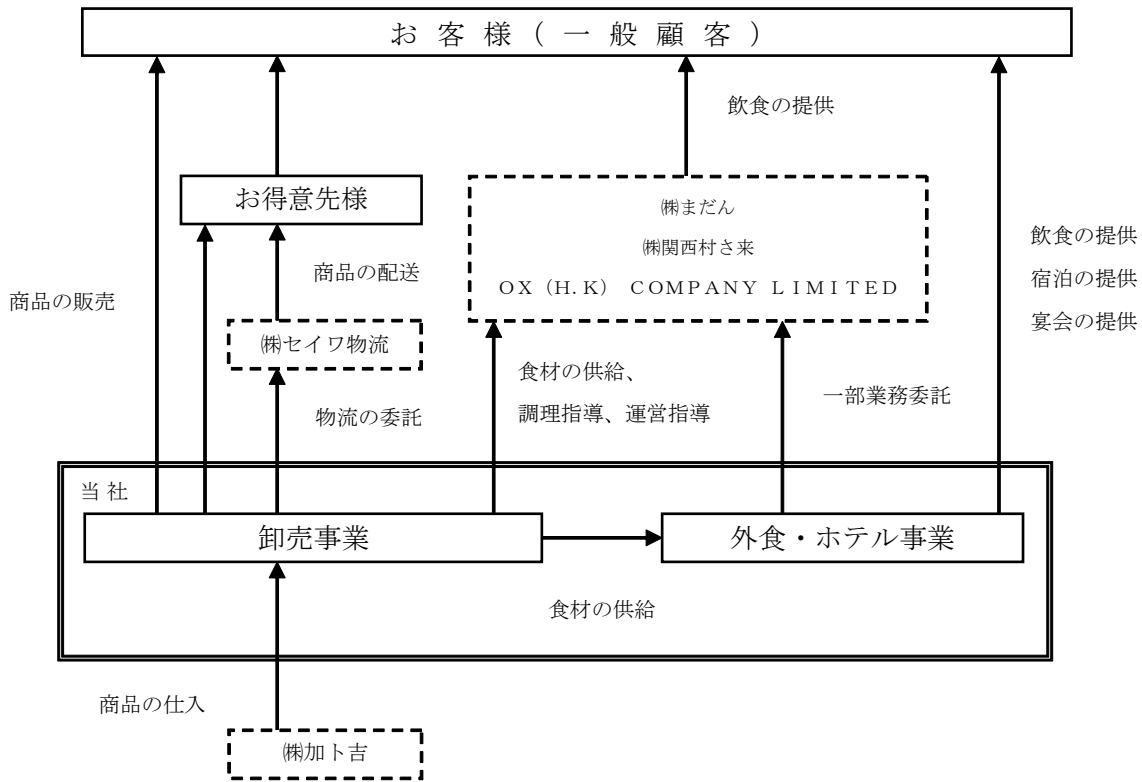 お客様(一般顧客)
飲食の提供
お得意先様
㈱まだん
㈱関西村さ来
OX(H.K) COMPANY LIMITED
飲食の提供
宿泊の提供
宴会の提供
商品の配送
商品の販売
㈱セイワ物流
食材の供給、
調理指導、運営指導
一部業務委託
物流の委託
当社
卸売事業
外食・ホテル事業
食材の供給
商品の仕入
㈱加ト吉